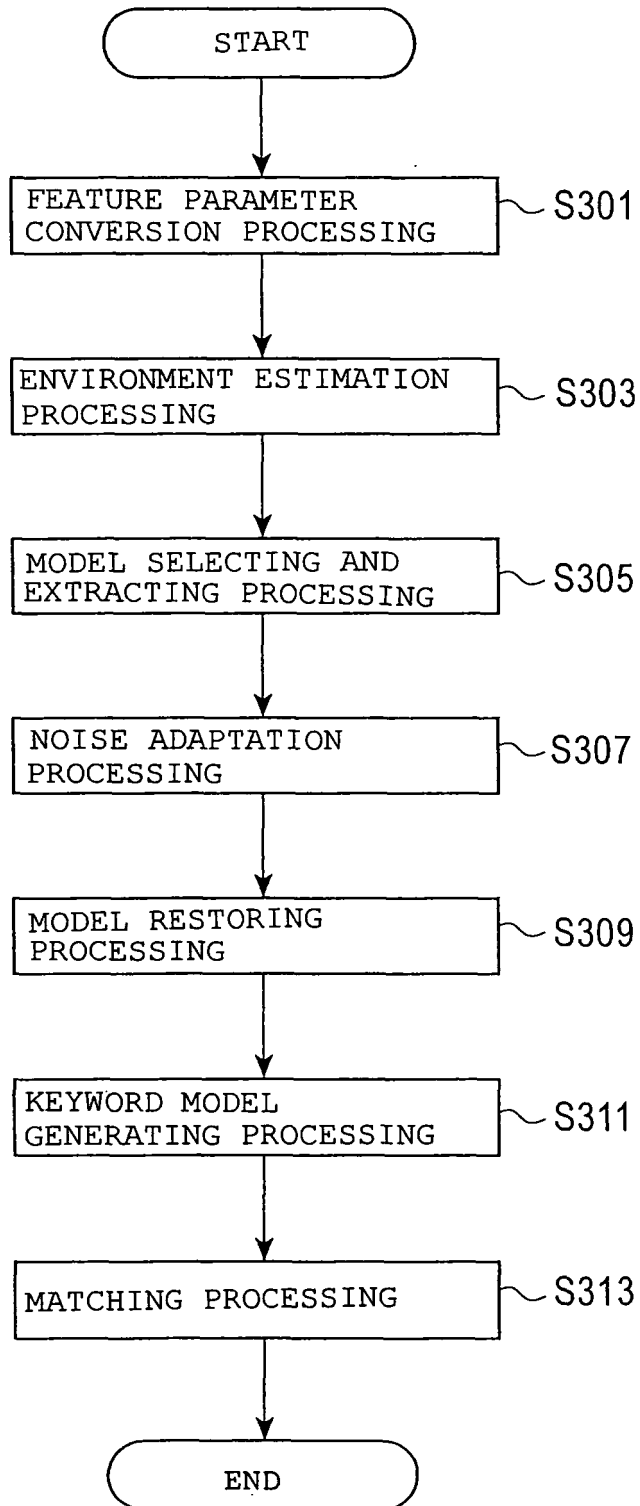 START
FEATURE PARAMETER
CONVERSION PROCESSING
S301
ENVIRONMENT ESTIMATION
PROCESSING
S303
MODEL SELECTING AND
EXTRACTING PROCESSING
S305
NOISE ADAPTATION
PROCESSING
S307
MODEL RESTORING
PROCESSING
S309
KEYWORD MODEL
GENERATING PROCESSING
S311
MATCHING PROCESSING
S313
END